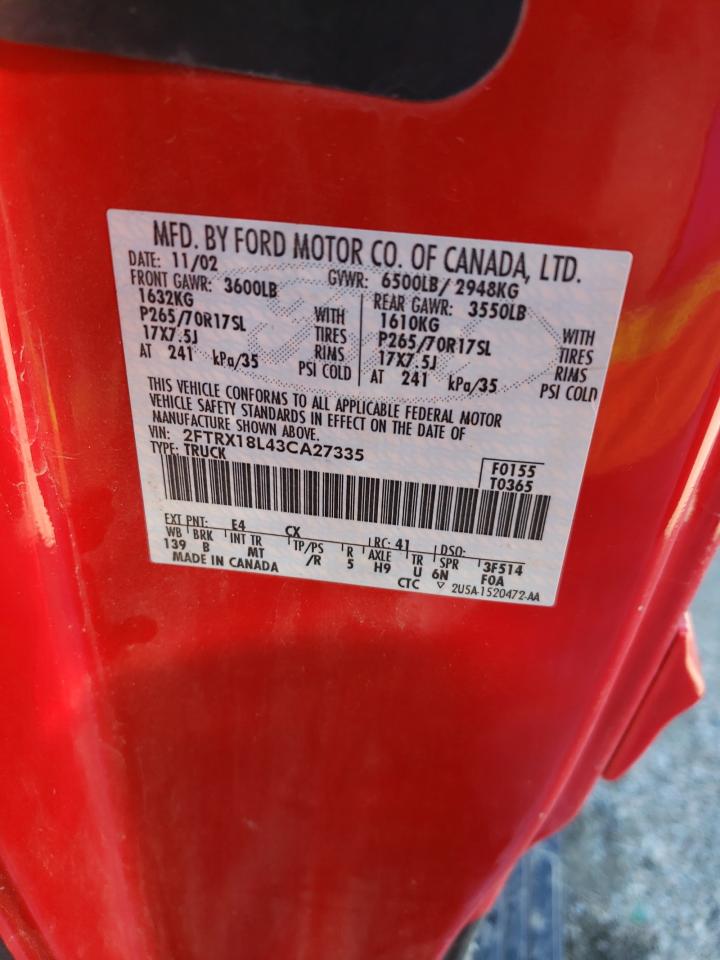 MFD. BY FORD MOTOR CO. OF CANADA, LTD.
DATE: 11/02 GVWR: 6500LB/ 2948KG
FRONT GAWR: 3600LB REAR GAWR: 3550LB
1632KG WITH 1610KG WITH
P265/70R17SL TIRES P265/70R17SL TIRES
17X7.5J RIMS 17X7.5J RIMS
AT 241 kPa/35 PSI COLD AT 241 kPa/35 PSI COLD
THIS VEHICLE CONFORMS TO ALL APPLICABLE FEDERAL MOTOR
VEHICLE SAFETY STANDARDS IN EFFECT ON THE DATE OF
MANUFACTURE SHOWN ABOVE.
VIN: 2FTRX18L43CA27335
TYPE: TRUCK
F0155
T0365
EXT PNT: E4 CX RC: 41 DSO:
WB BRK INT TR TP/PS R AXLE TR SPR 3F514
139 B MT /R 5 H9 U 6N F0A
MADE IN CANADA CTC ▽ 2U5A-1520472-AA